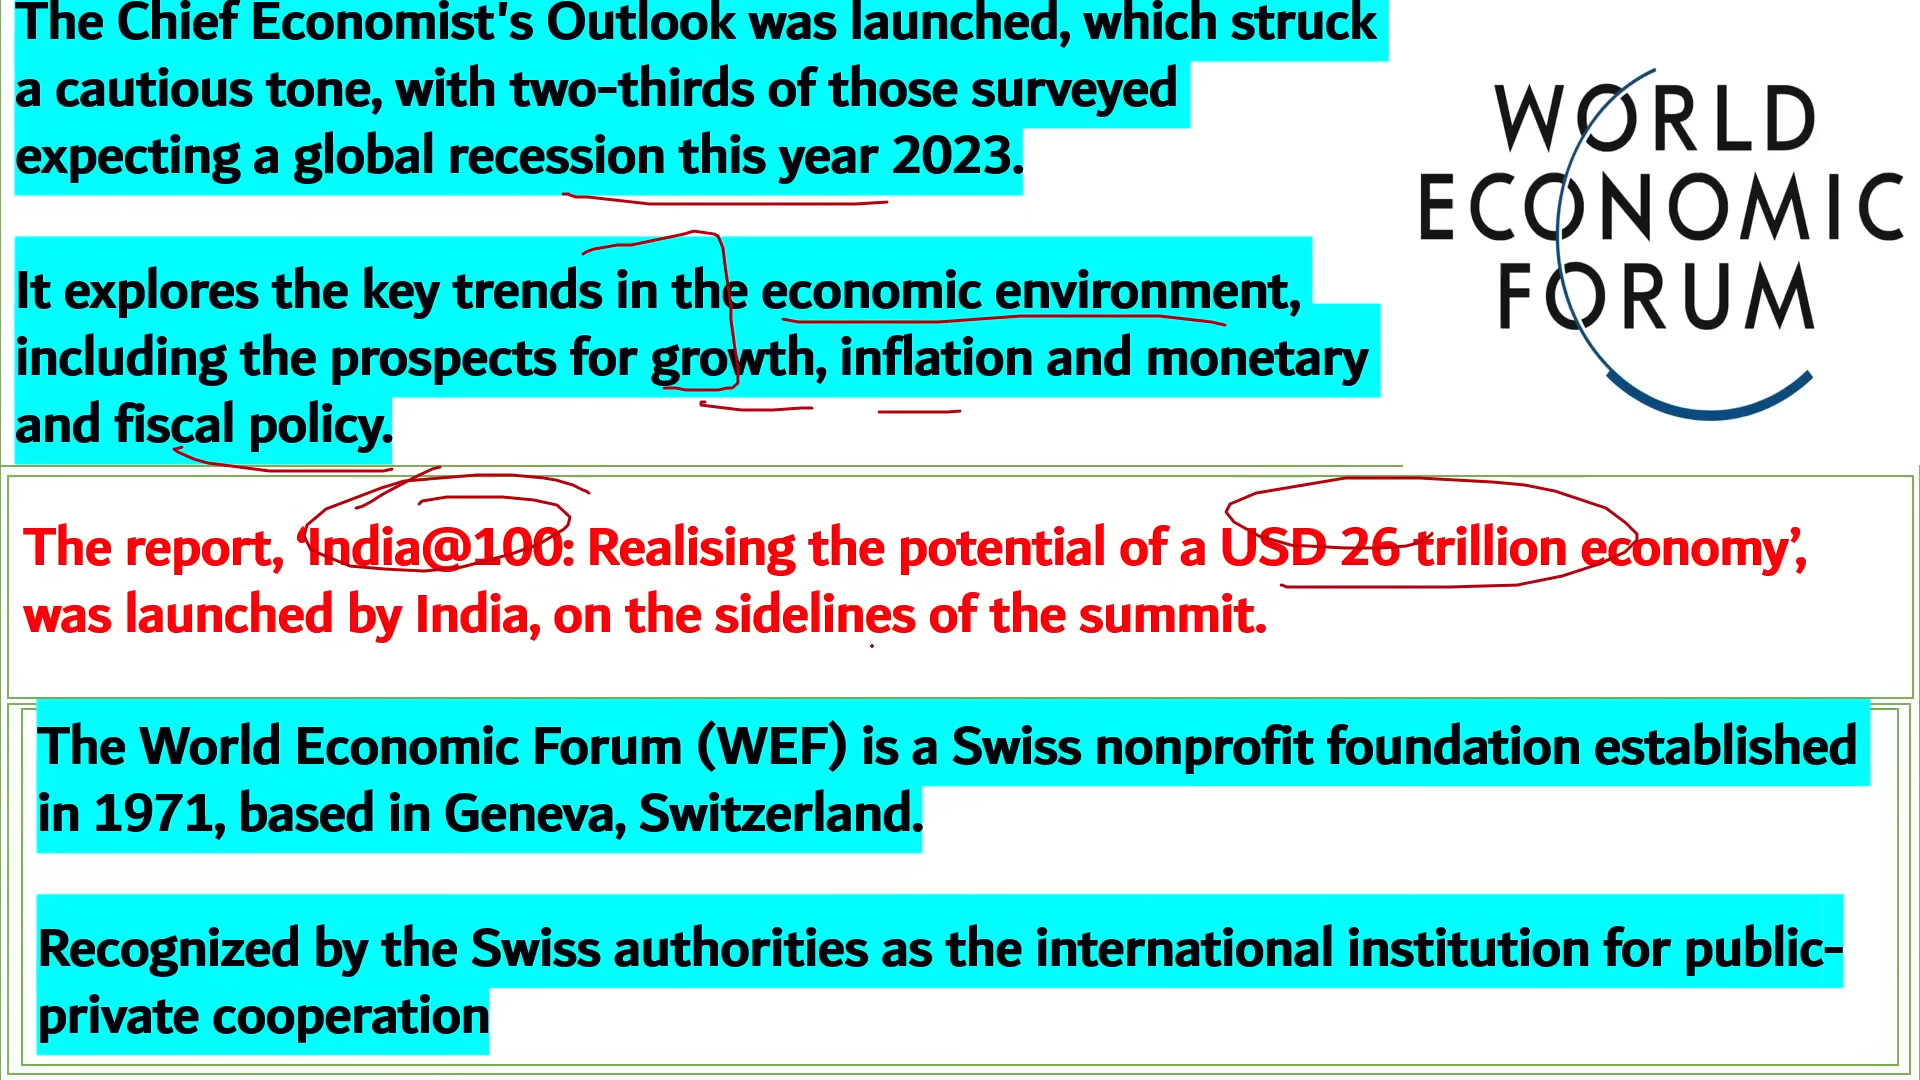 The Chief Economist's Outlook was launched, which struck
a cautious tone, with two-thirds of those surveyed
expecting a global recession this year 2023.
It explores the key trends in the economic environment,
including the prospects for growth, inflation and monetary
and fiscal policy.
WORLD
ECONOMIC
FORUM
The report, ‘India@100: Realising the potential of a USD 26 trillion economy’,
was launched by India, on the sidelines of the summit.
The World Economic Forum (WEF) is a Swiss nonprofit foundation established
in 1971, based in Geneva, Switzerland.
Recognized by the Swiss authorities as the international institution for public-
private cooperation